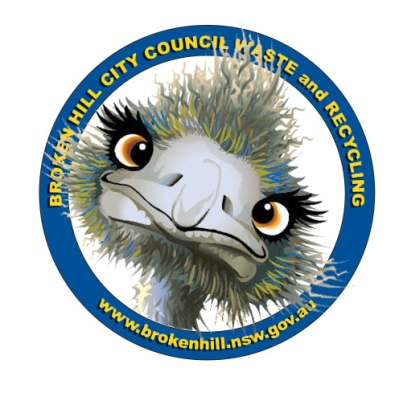 BROKEN HILL CITY COUNCIL WASTE and RECYCLING
www.brokenhill.nsw.gov.au